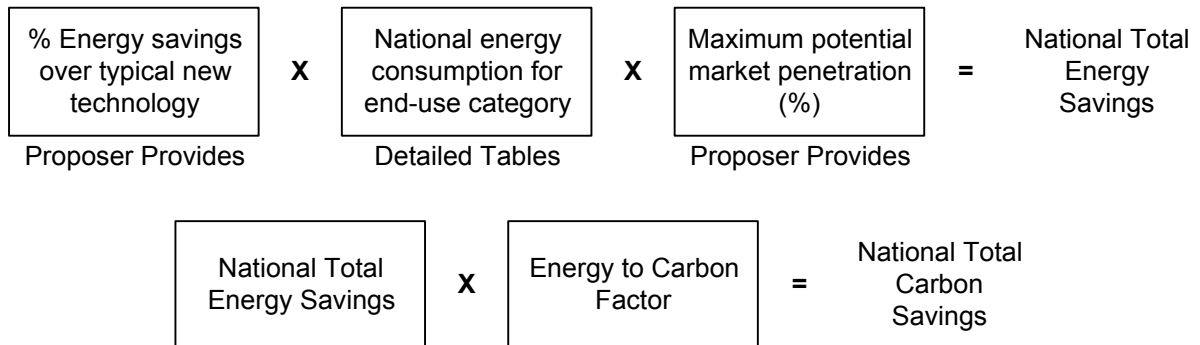 % Energy savings
over typical new
technology
X
National energy
consumption for
end-use category
X
Maximum potential
market penetration
(%)
=
National Total
Energy
Savings
Proposer Provides
Detailed Tables
Proposer Provides
National Total
Energy Savings
X
Energy to Carbon
Factor
=
National Total
Carbon
Savings